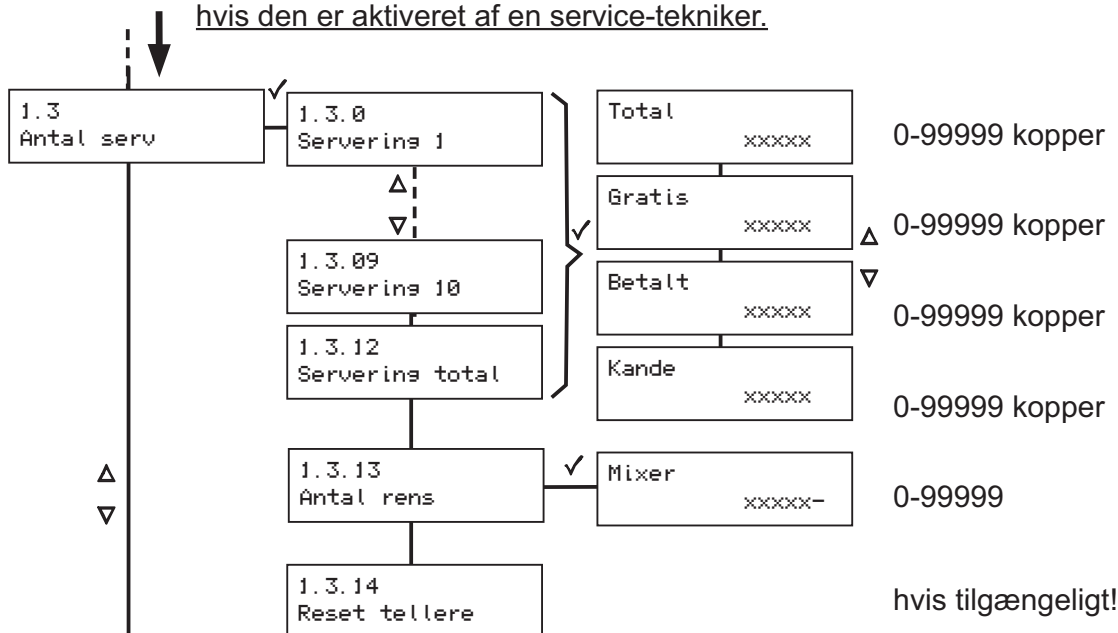 hvis den er aktiveret af en service-tekniker.
1.3
Antal serv
1.3.0
Servering 1
1.3.09
Servering 10
1.3.12
Servering total
1.3.13
Antal rens
1.3.14
Reset tellere
Total
xxxxx
0-99999 kopper
Gratis
xxxxx
0-99999 kopper
Betalt
xxxxx
0-99999 kopper
Kande
xxxxx
0-99999 kopper
Mixer
xxxxx-
0-99999
hvis tilgængeligt!